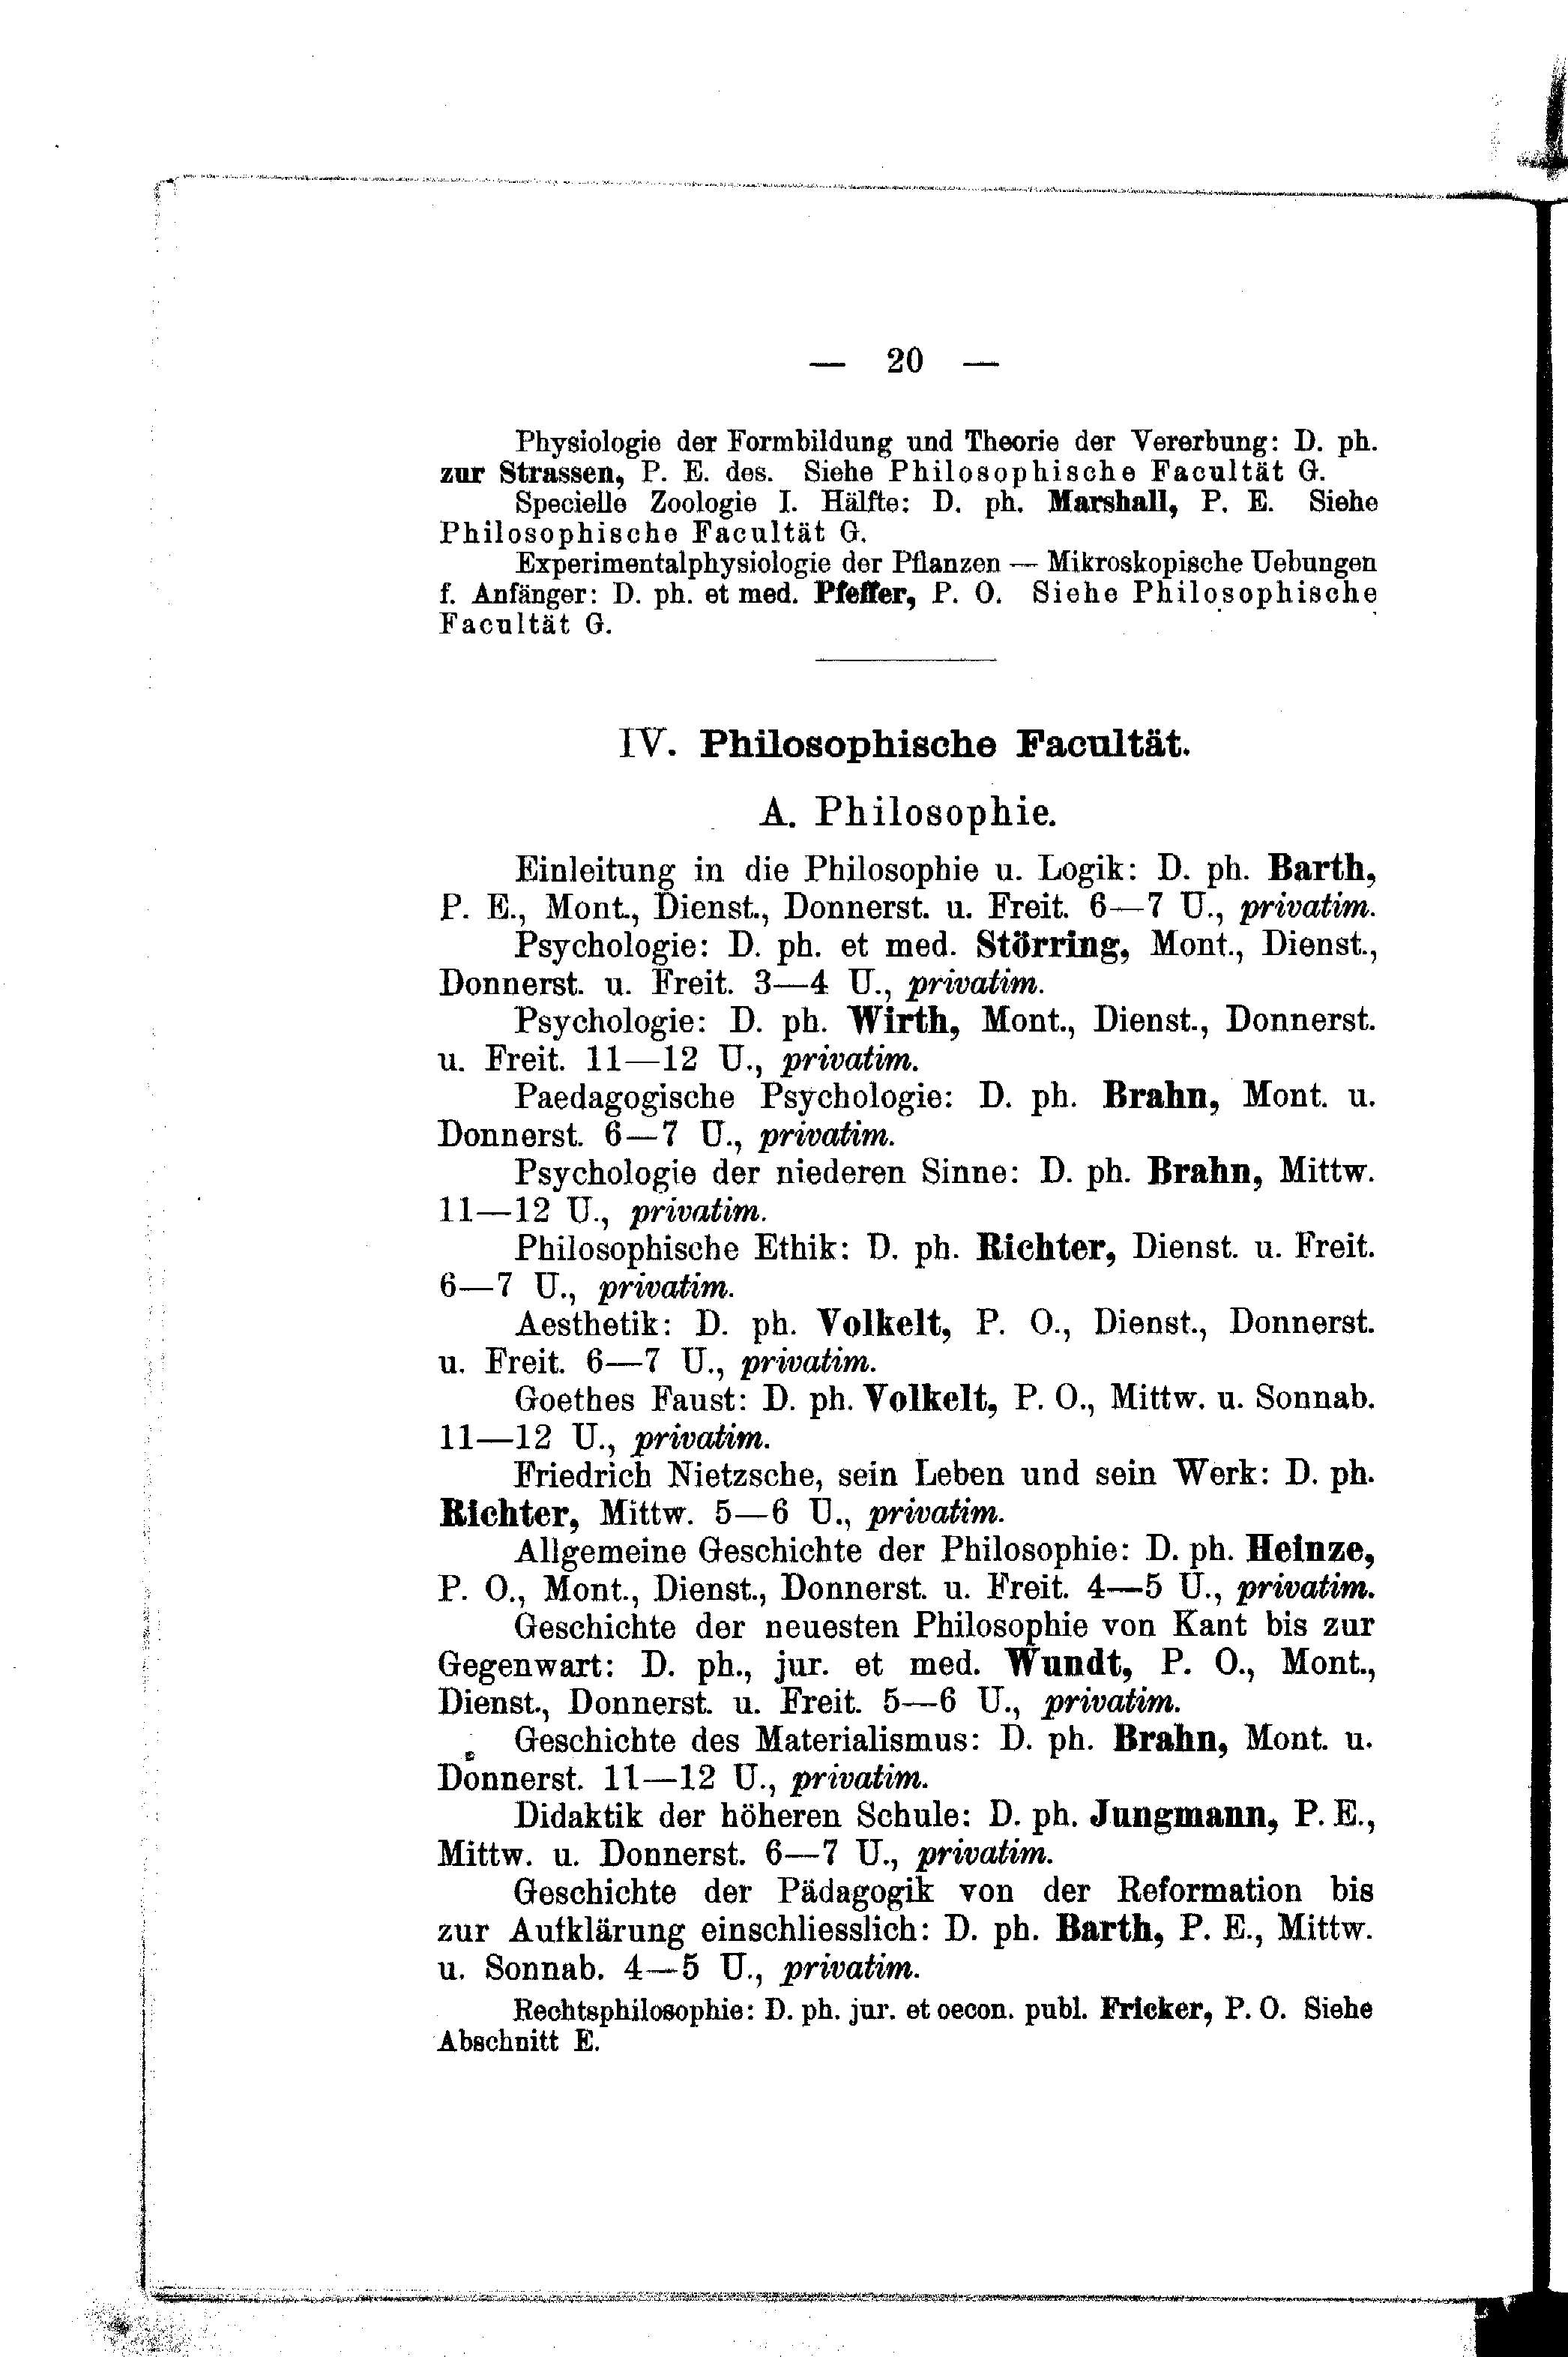 — 20 —
Physiologie der Formbildung und Theorie der Vererbung: D. ph.
zur Strassen, P. E. des. Siehe Philosophische Facultät G.
Specielle Zoologie I. Hälfte: D. ph. Marshall, P. E. Siehe
Philosophische Facultät G.
Experimentalphysiologie der Pflanzen — Mikroskopische Uebungen
f. Anfänger: D. ph. et med. Pfeffer, P. O. Siehe Philosophische
Facultät G.
IV. Philosophische Facultät.
A. Philosophie.
Einleitung in die Philosophie u. Logik: D. ph. Barth,
P. E., Mont., Dienst., Donnerst. u. Freit. 6—7 U., privatim.
Psychologie: D. ph. et med. Störring, Mont., Dienst.,
Donnerst. u. Freit. 3—4 U., privatim.
Psychologie: D. ph. Wirth, Mont., Dienst., Donnerst.
u. Freit. 11—12 U., privatim.
Paedagogische Psychologie: D. ph. Brahn, Mont. u.
Donnerst. 6—7 U., privatim.
Psychologie der niederen Sinne: D. ph. Brahn, Mittw.
11—12 U., privatim.
Philosophische Ethik: D. ph. Richter, Dienst. u. Freit.
6—7 U., privatim.
Aesthetik: D. ph. Volkelt, P. O., Dienst., Donnerst.
u. Freit. 6—7 U., privatim.
Goethes Faust: D. ph. Volkelt, P. O., Mittw. u. Sonnab.
11—12 U., privatim.
Friedrich Nietzsche, sein Leben und sein Werk: D. ph.
Richter, Mittw. 5—6 U., privatim.
Allgemeine Geschichte der Philosophie: D. ph. Heinze,
P. O., Mont., Dienst., Donnerst. u. Freit. 4—5 U., privatim.
Geschichte der neuesten Philosophie von Kant bis zur
Gegenwart: D. ph., jur. et med. Wundt, P. O., Mont.,
Dienst., Donnerst. u. Freit. 5—6 U., privatim.
Geschichte des Materialismus: D. ph. Brahn, Mont. u.
Donnerst. 11—12 U., privatim.
Didaktik der höheren Schule: D. ph. Jungmann, P. E.,
Mittw. u. Donnerst. 6—7 U., privatim.
Geschichte der Pädagogik von der Reformation bis
zur Aufklärung einschliesslich: D. ph. Barth, P. E., Mittw.
u. Sonnab. 4—5 U., privatim.
Rechtsphilosophie: D. ph. jur. et oecon. publ. Fricker, P. O. Siehe
Abschnitt E.